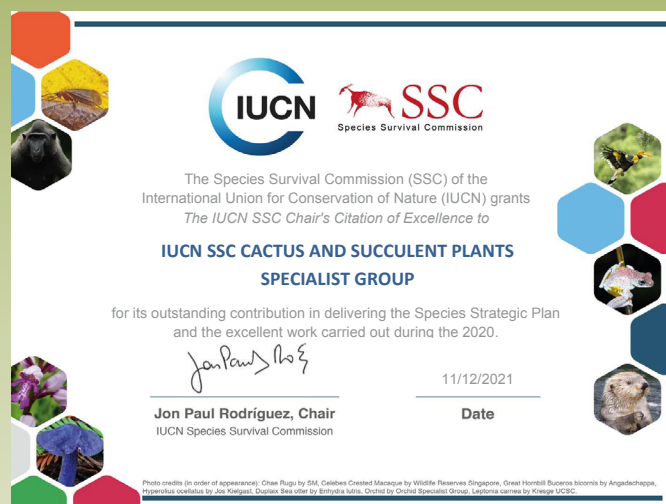 IUCN
SSC
Species Survival Commission
The Species Survival Commission (SSC) of the
International Union for Conservation of Nature (IUCN) grants
The IUCN SSC Chair's Citation of Excellence to
IUCN SSC CACTUS AND SUCCULENT PLANTS
SPECIALIST GROUP
for its outstanding contribution in delivering the Species Strategic Plan
and the excellent work carried out during the 2020.
11/12/2021
Jon Paul Rodríguez, Chair
Date
IUCN Species Survival Commission
Photo credits (in order of appearance): Ghae Rugu by SM, Celebes Crested Macaque by Wildlife Reserves Singapore, Great Hornbill Buceros bicornis by Angadachappa,
Hyperolius ocellatus by Jos Kielgast, Duplaix Sea otter by Enhydra lutris, Orchid by Orchid Specialist Group, Leptonia carnea by Kresge UCSC.